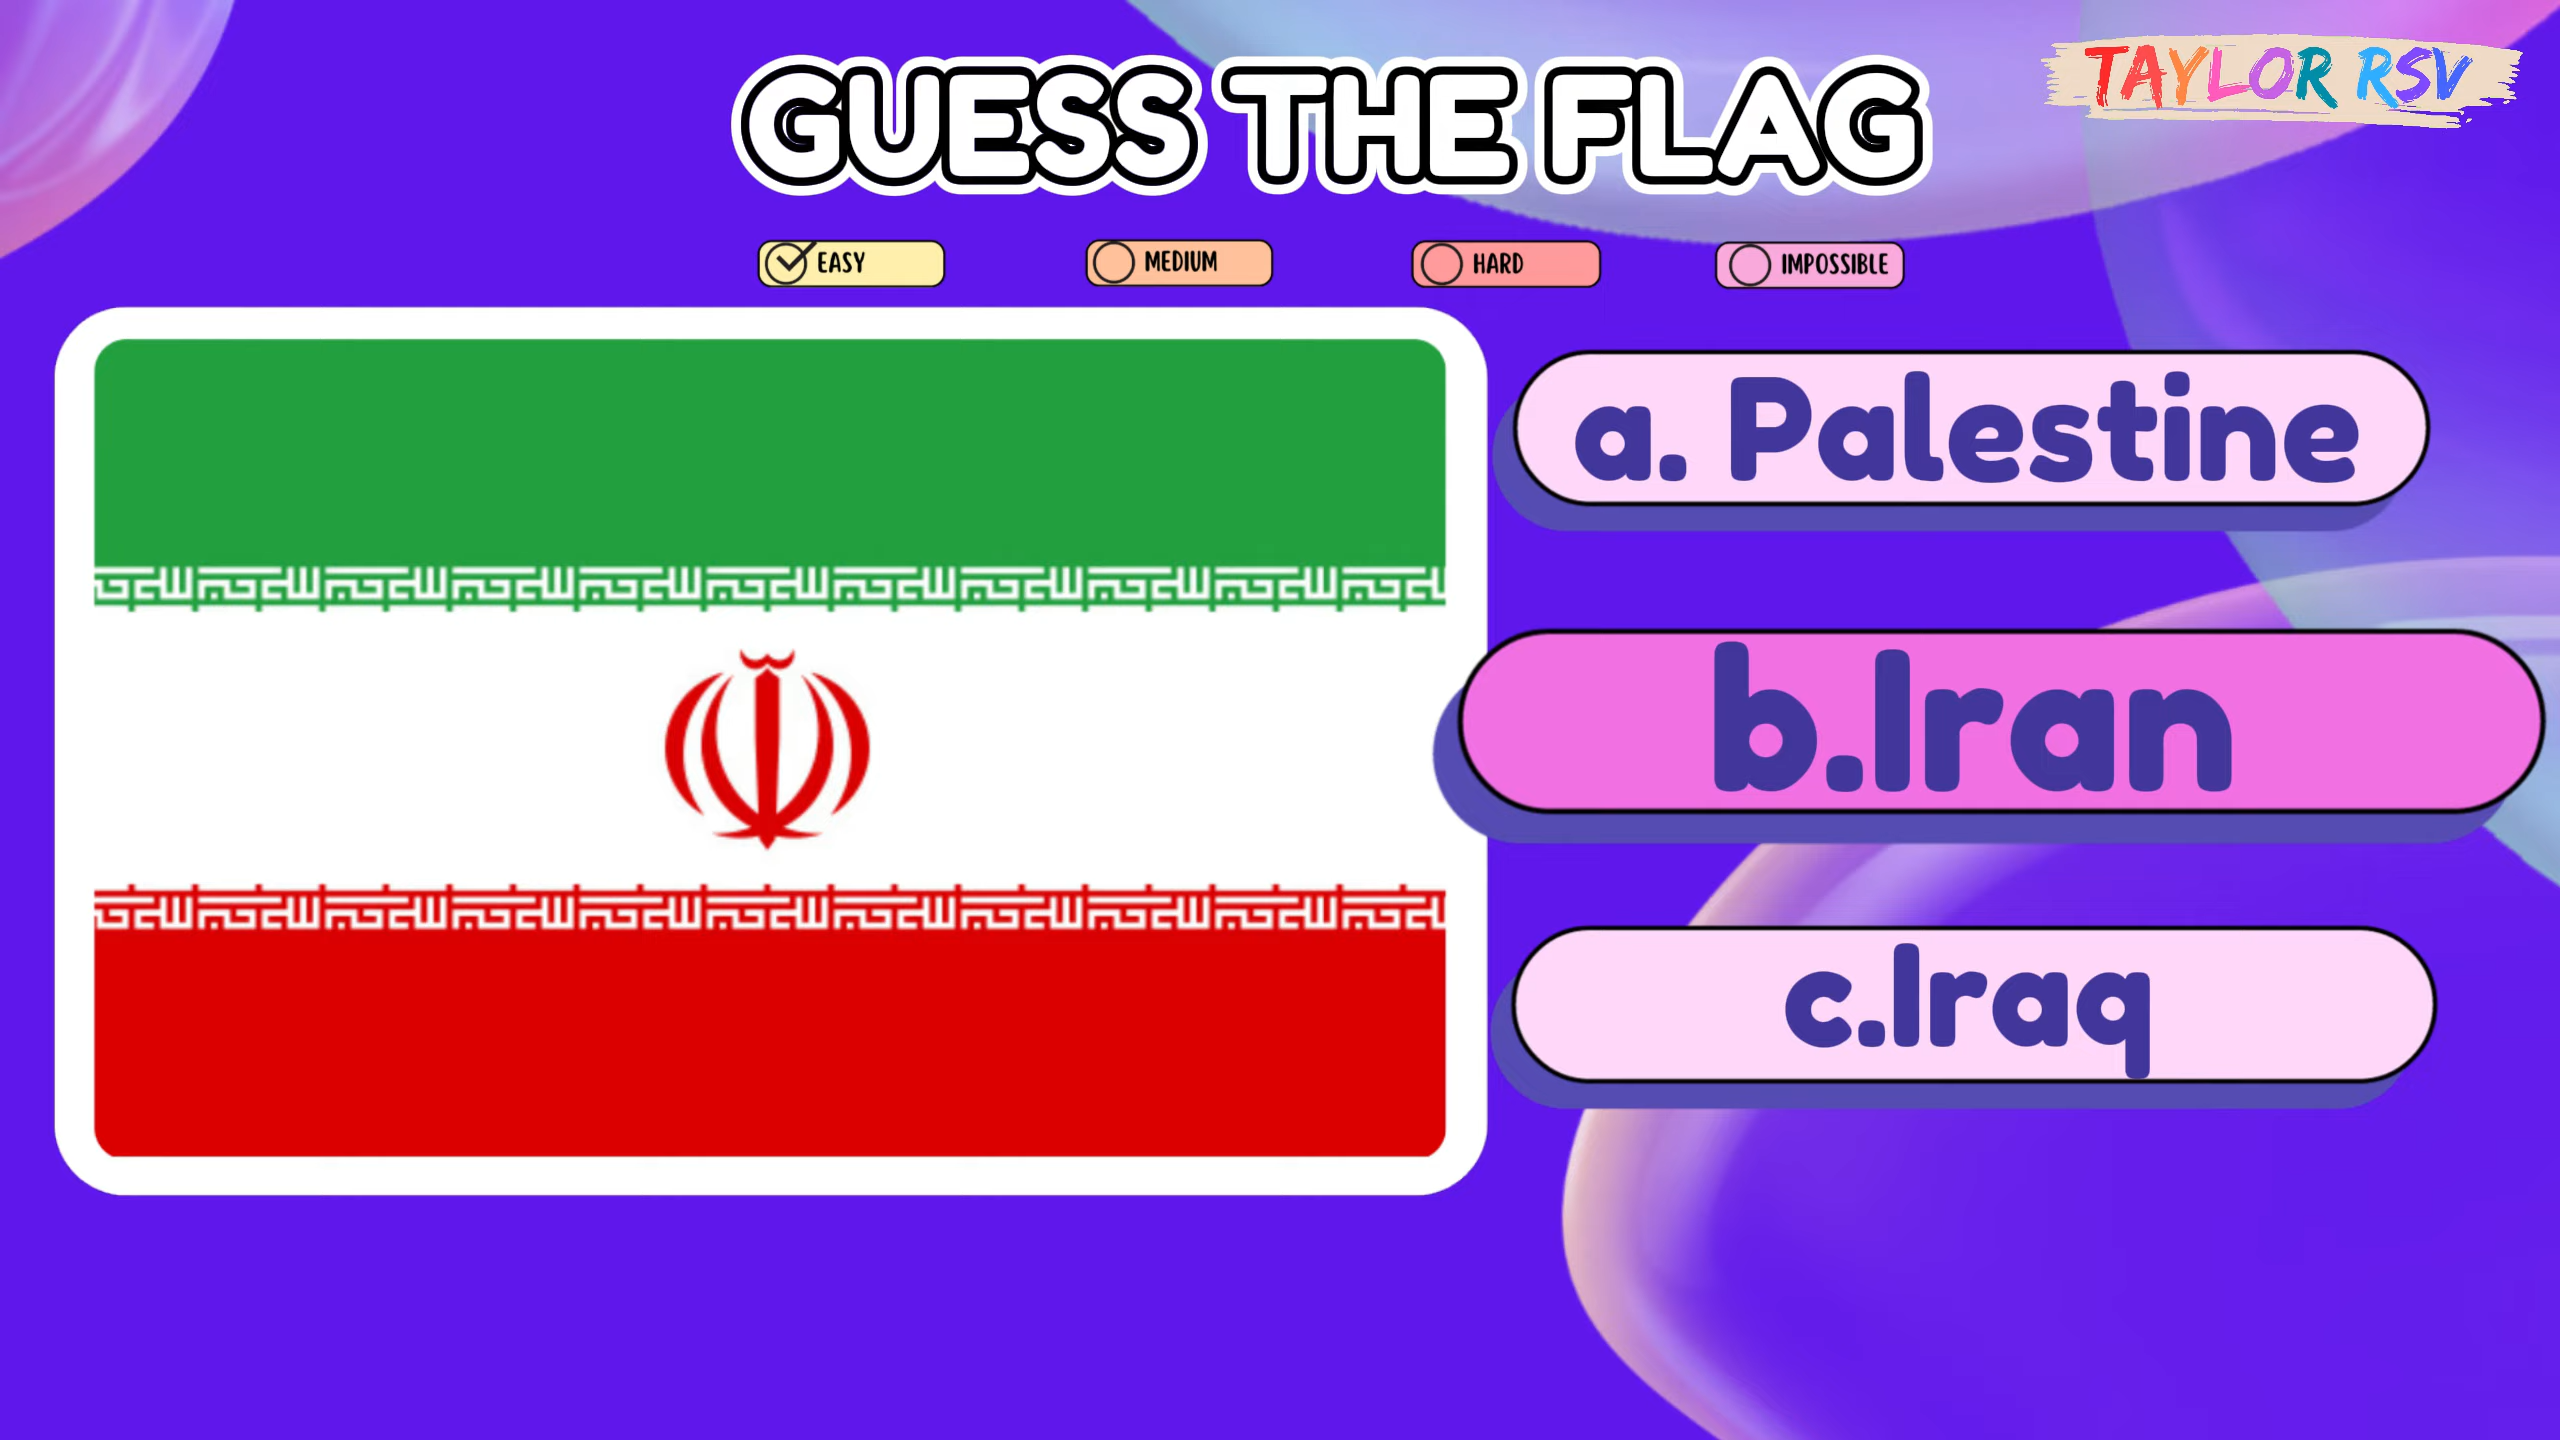 GUESS THE FLAG
TAYLOR RSV
EASY
MEDIUM
HARD
IMPOSSIBLE
a. Palestine
b.Iran
c.Iraq